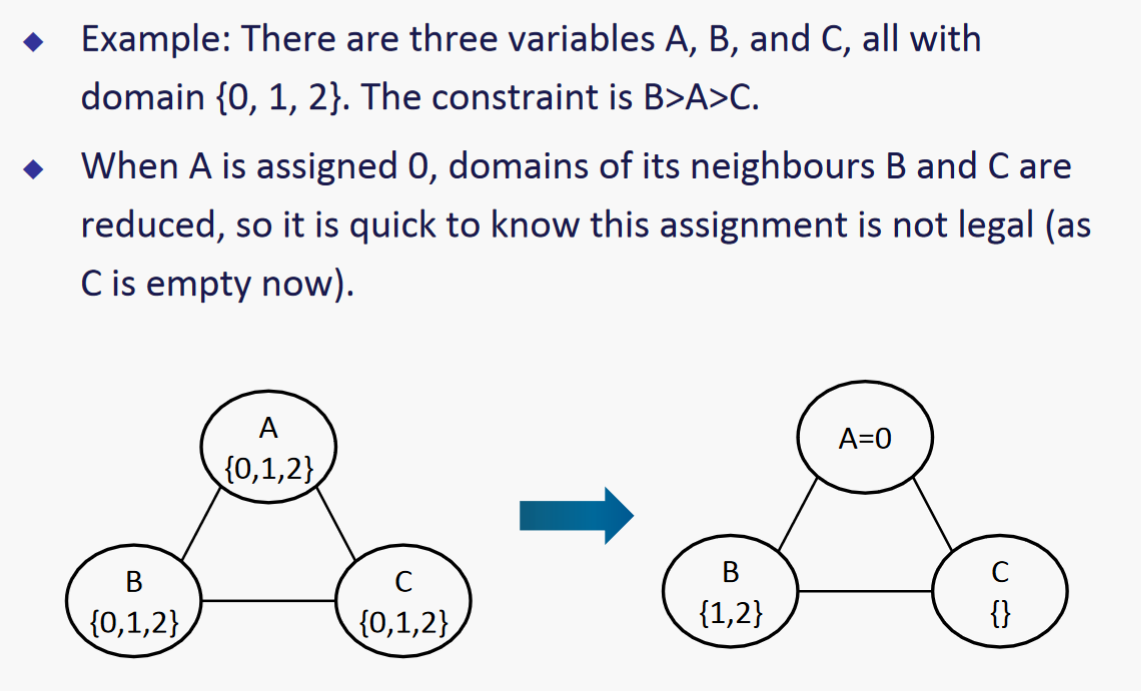 Example: There are three variables A, B, and C, all with
domain {0, 1, 2}. The constraint is B>A>C.
When A is assigned 0, domains of its neighbours B and C are
reduced, so it is quick to know this assignment is not legal (as
C is empty now).
A
{0,1,2}
B
{0,1,2}
C
{0,1,2}
A=0
B
{1,2}
C
{}